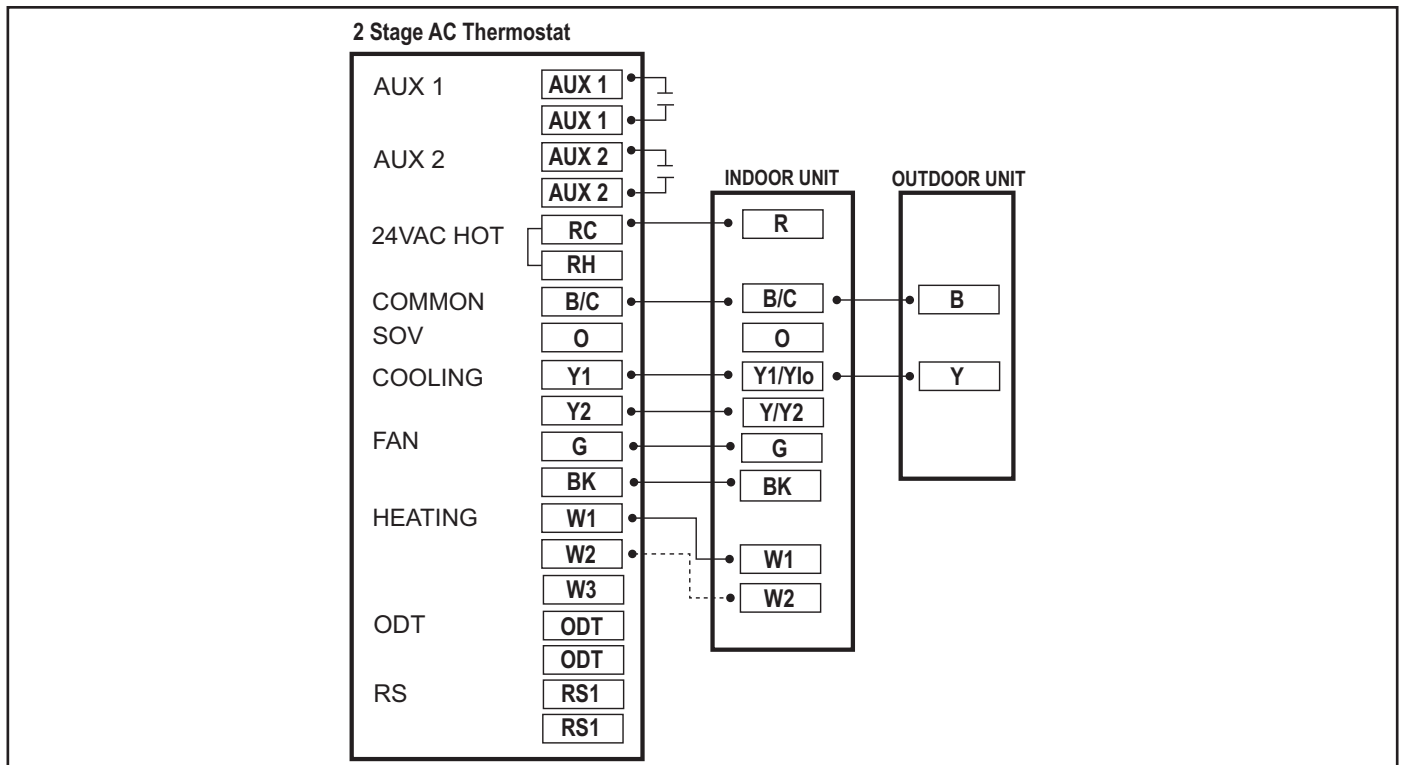 2 Stage AC Thermostat
AUX 1
AUX 1
AUX 1
AUX 2
AUX 2
AUX 2
24VAC HOT
RC
RH
COMMON
B/C
SOV
O
COOLING
Y1
Y2
FAN
G
BK
HEATING
W1
W2
W3
ODT
ODT
ODT
RS
RS1
RS1
INDOOR UNIT
R
B/C
O
Y1/Ylo
Y/Y2
G
BK
W1
W2
OUTDOOR UNIT
B
Y